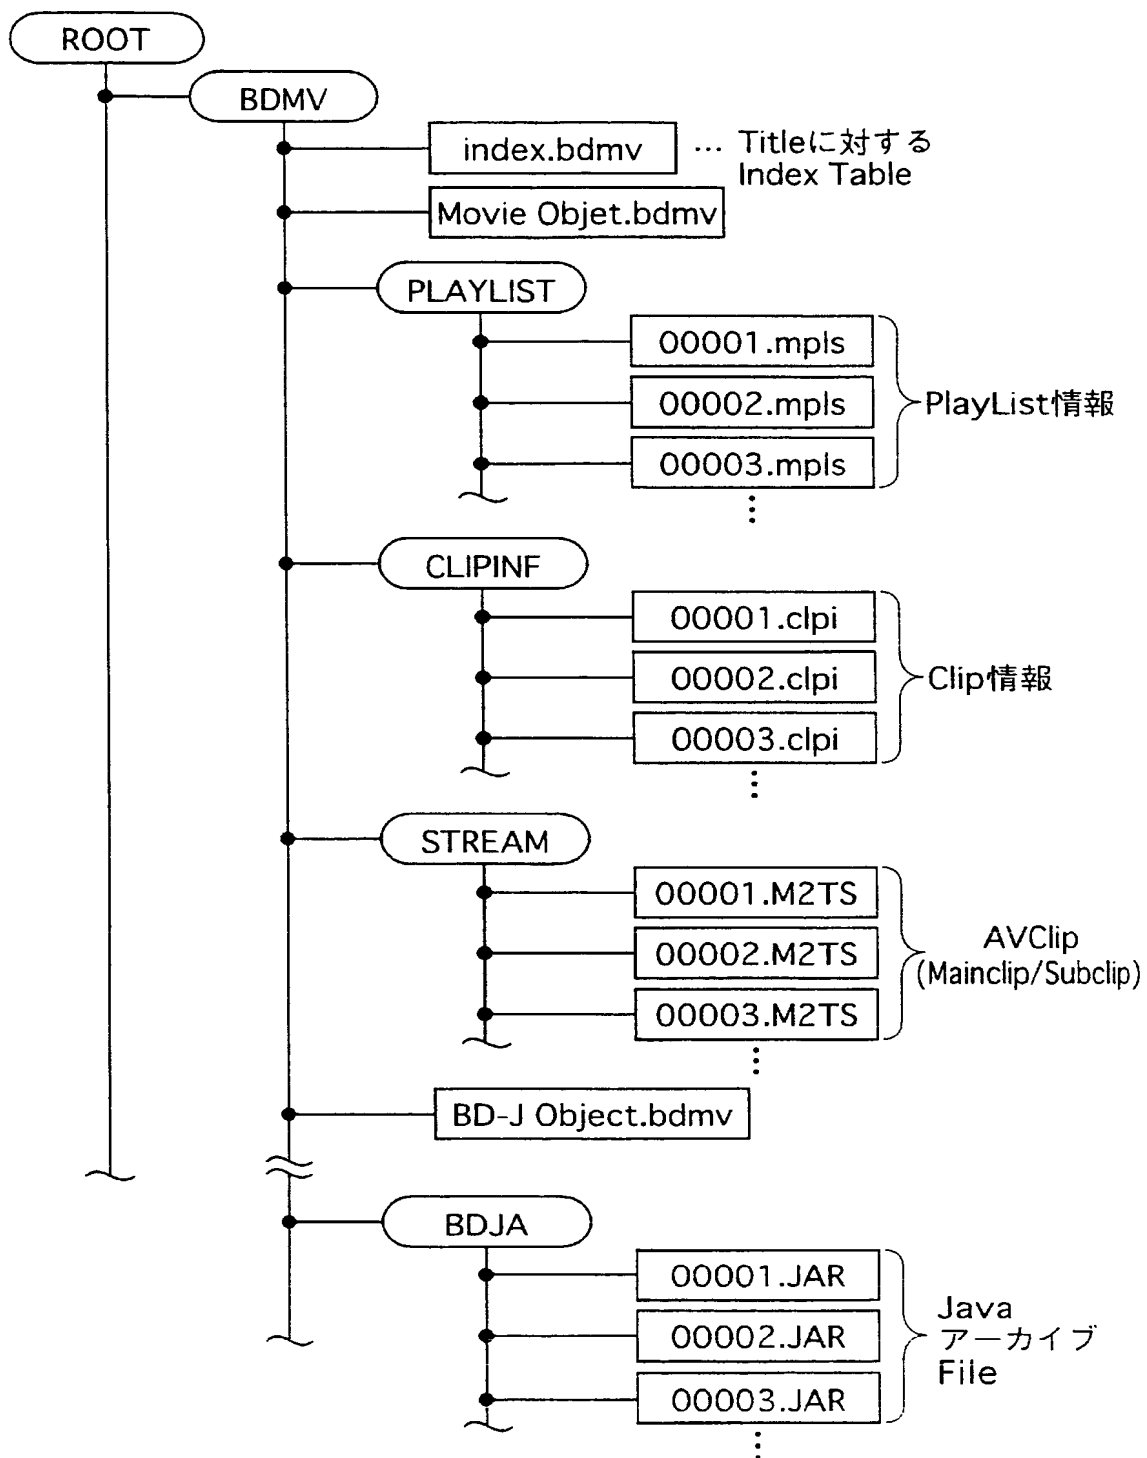 ROOT
BDMV
index.bdmv … Titleに対する
Index Table
Movie Objet.bdmv
PLAYLIST
00001.mpls
00002.mpls
PlayList情報
00003.mpls
CLIPINF
00001.clpi
00002.clpi
Clip情報
00003.clpi
STREAM
00001.M2TS
00002.M2TS
AVClip
(Mainclip/Subclip)
00003.M2TS
BD-J Object.bdmv
BDJA
00001.JAR
00002.JAR
Java
アーカイブ
File
00003.JAR